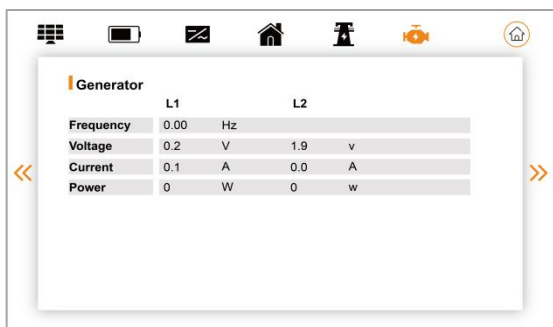 Generator
L1 L2
Frequency 0.00 Hz
Voltage 0.2 V 1.9 v
Current 0.1 A 0.0 A
Power 0 W 0 w